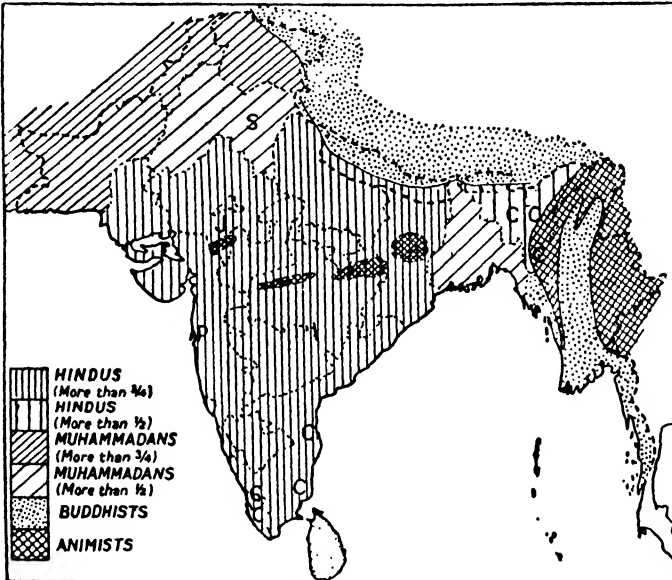 S
C C
C
P
C
C
C
C
HINDUS
(More than ¾)
HINDUS
(More than ½)
MUHAMMADANS
(More than ¾)
MUHAMMADANS
(More than ½)
BUDDHISTS
ANIMISTS